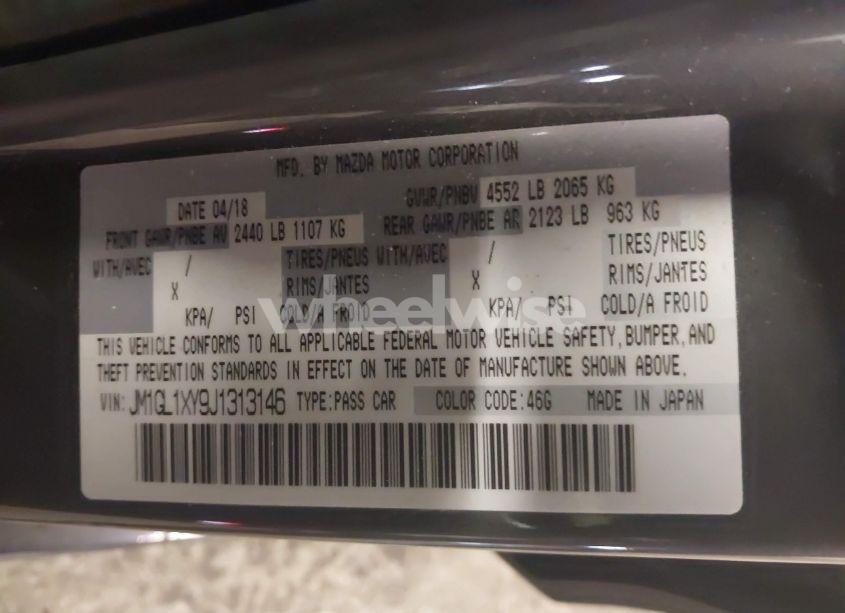 MFD. BY MAZDA MOTOR CORPORATION
DATE 04/18 GVWR/PNBV 4552 LB 2065 KG
FRONT GAWR/PNBE AV 2440 LB 1107 KG REAR GAWR/PNBE AR 2123 LB 963 KG
WITH/AVEC / TIRES/PNEUS WITH/AVEC / TIRES/PNEUS
X RIMS/JANTES X RIMS/JANTES
KPA/ PSI COLD/A FROID KPA/ PSI COLD/A FROID
wheelwise
THIS VEHICLE CONFORMS TO ALL APPLICABLE FEDERAL MOTOR VEHICLE SAFETY, BUMPER, AND
THEFT PREVENTION STANDARDS IN EFFECT ON THE DATE OF MANUFACTURE SHOWN ABOVE.
VIN: JM1GL1XY9J1313146 TYPE:PASS CAR COLOR CODE:46G MADE IN JAPAN